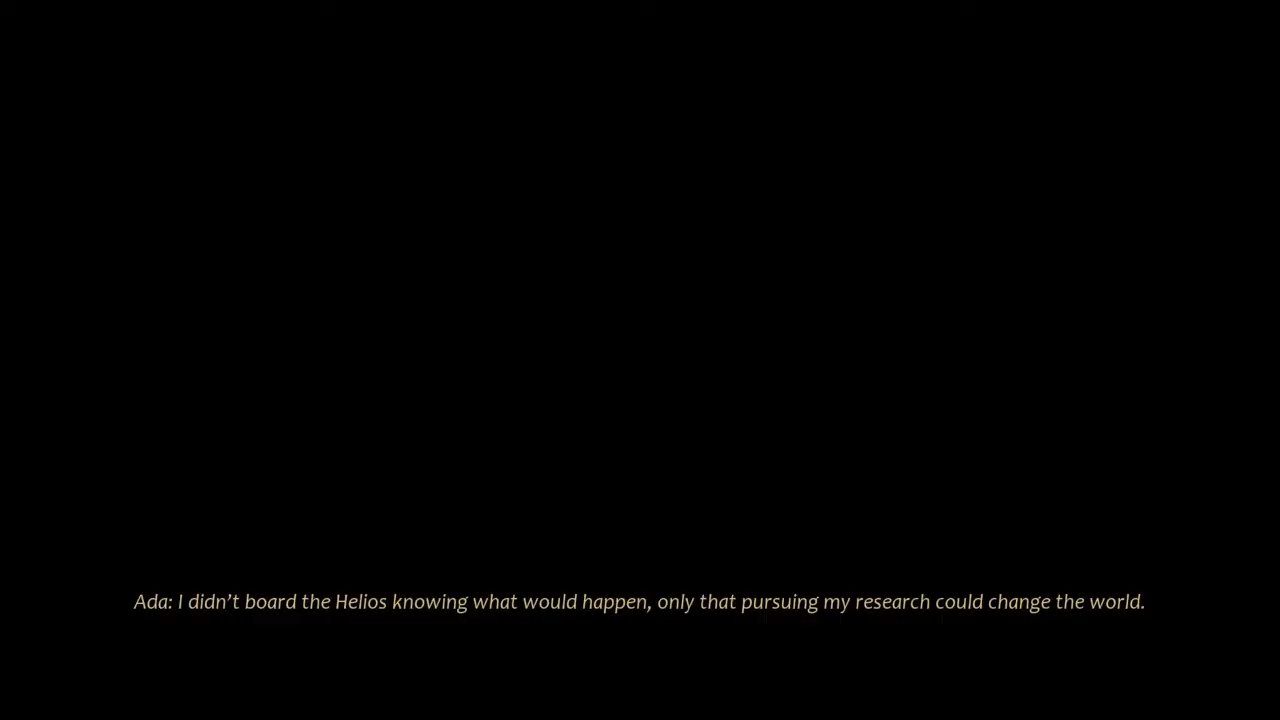 Ada: I didn’t board the Helios knowing what would happen, only that pursuing my research could change the world.